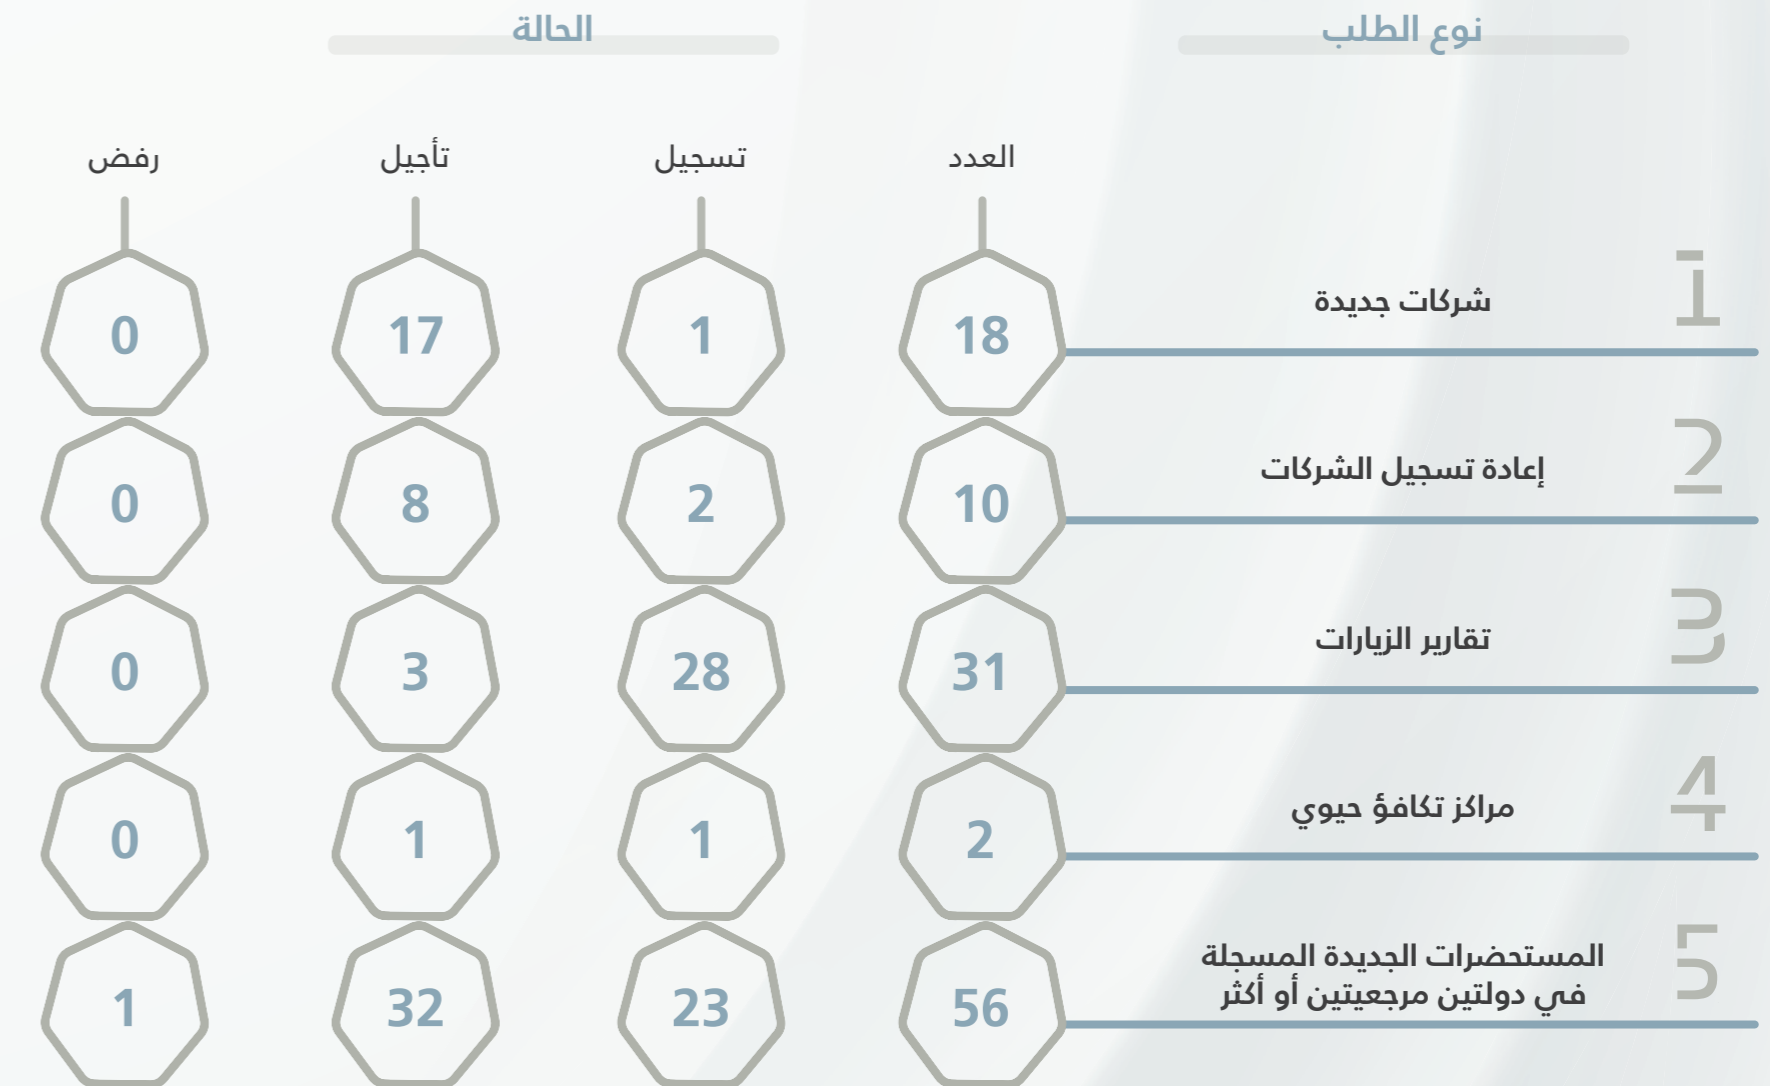 نوع الطلب
الحالة
العدد
تسجيل
تأجيل
رفض
1
شركات جديدة
18
1
17
0
2
إعادة تسجيل الشركات
10
2
8
0
3
تقارير الزيارات
31
28
3
0
4
مراكز تكافؤ حيوي
2
1
1
0
5
المستحضرات الجديدة المسجلة
في دولتين مرجعيتين أو أكثر
56
23
32
1